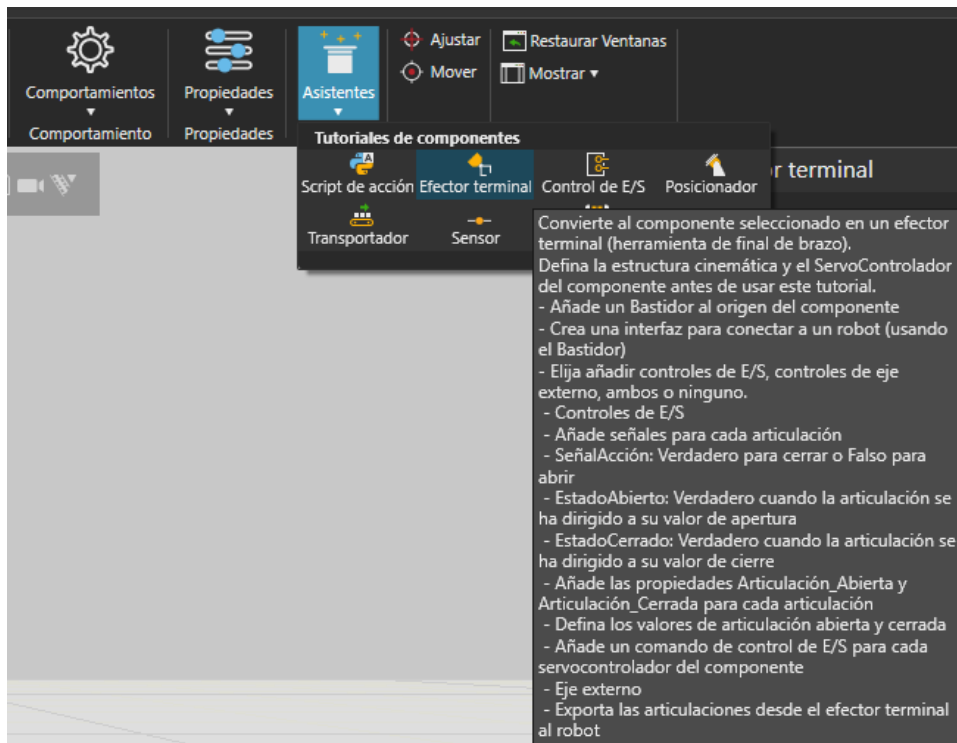 Comportamientos
Propiedades
Asistentes
Ajustar
Mover
Restaurar Ventanas
Mostrar
Comportamiento
Propiedades
Tutoriales de componentes
Script de acción
Efector terminal
Control de E/S
Posicionador
r terminal
Transportador
Sensor
Convierte al componente seleccionado en un efector
terminal (herramienta de final de brazo).
Defina la estructura cinemática y el ServoControlador
del componente antes de usar este tutorial.
- Añade un Bastidor al origen del componente
- Crea una interfaz para conectar a un robot (usando
el Bastidor)
- Elija añadir controles de E/S, controles de eje
externo, ambos o ninguno.
- Controles de E/S
- Añade señales para cada articulación
- SeñalAcción: Verdadero para cerrar o Falso para
abrir
- EstadoAbierto: Verdadero cuando la articulación se
ha dirigido a su valor de apertura
- EstadoCerrado: Verdadero cuando la articulación se
ha dirigido a su valor de cierre
- Añade las propiedades Articulación_Abierta y
Articulación_Cerrada para cada articulación
- Defina los valores de articulación abierta y cerrada
- Añade un comando de control de E/S para cada
servocontrolador del componente
- Eje externo
- Exporta las articulaciones desde el efector terminal
al robot